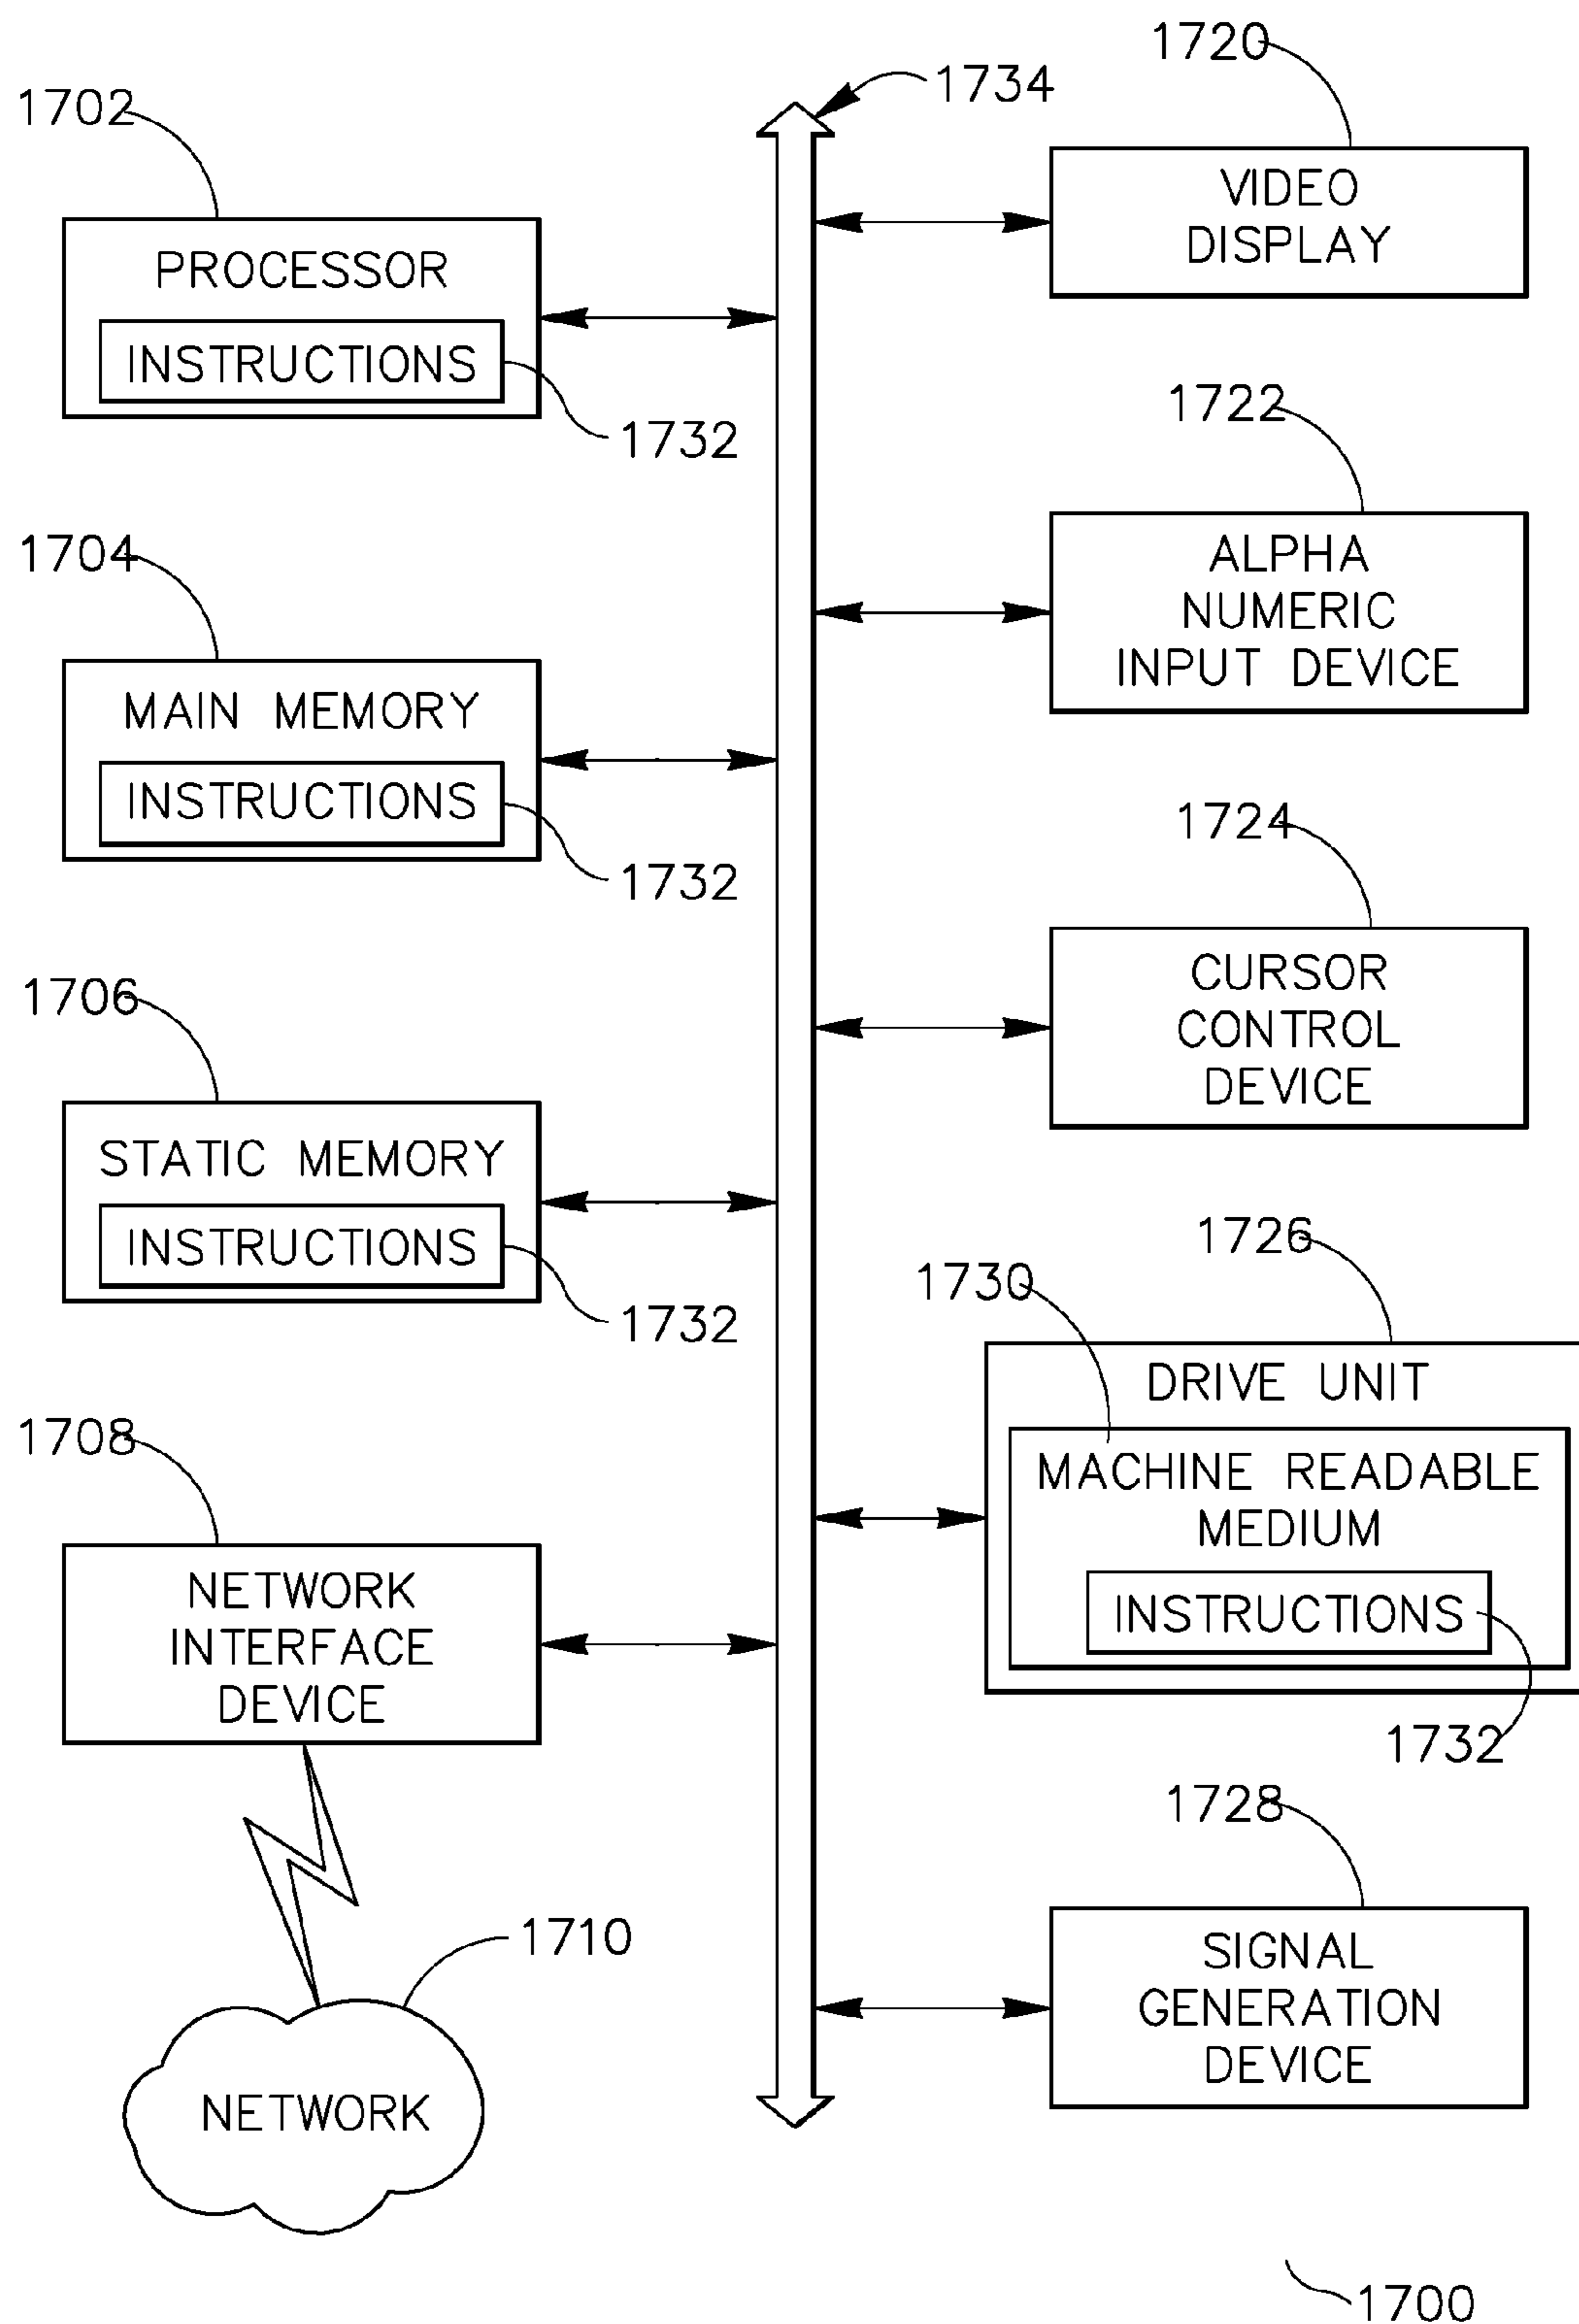 1702
PROCESSOR
INSTRUCTIONS
1732
1704
MAIN MEMORY
INSTRUCTIONS
1732
1706
STATIC MEMORY
INSTRUCTIONS
1732
1708
NETWORK
INTERFACE
DEVICE
1710
NETWORK
1734
1720
VIDEO
DISPLAY
1722
ALPHA
NUMERIC
INPUT DEVICE
1724
CURSOR
CONTROL
DEVICE
1726
1730
DRIVE UNIT
MACHINE READABLE
MEDIUM
INSTRUCTIONS
1732
1728
SIGNAL
GENERATION
DEVICE
1700